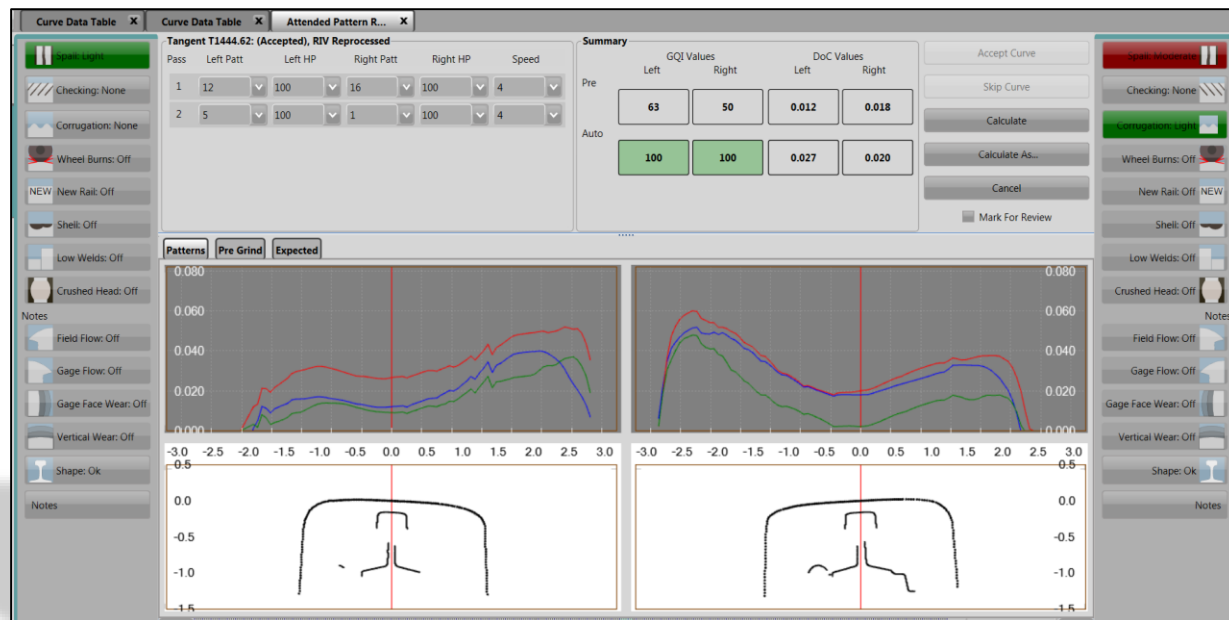 Curve Data Table X Curve Data Table X Attended Pattern R... X
Spall: Light
Checking: None
Corrugation: None
Wheel Burns: Off
NEW New Rail: Off
Shell: Off
Low Welds: Off
Crushed Head: Off
Notes
Field Flow: Off
Gage Flow: Off
Gage Face Wear: Off
Vertical Wear: Off
Shape: Ok
Notes
Tangent T1444.62: (Accepted), RIV Reprocessed
Pass Left Patt Left HP Right Patt Right HP Speed
1 12 100 16 100 4
2 5 100 1 100 4
Summary
GQI Values DoC Values
Left Right Left Right
Pre
63 50 0.012 0.018
Auto
100 100 0.027 0.020
Accept Curve
Skip Curve
Calculate
Calculate As...
Cancel
Mark For Review
Patterns Pre Grind Expected
0.080 0.080
0.060 0.060
0.040 0.040
0.020 0.020
0.000 0.000
-3.0 -2.5 -2.0 -1.5 -1.0 -0.5 0.0 0.5 1.0 1.5 2.0 2.5 3.0
-3.0 -2.5 -2.0 -1.5 -1.0 -0.5 0.0 0.5 1.0 1.5 2.0 2.5 3.0
0.5 0.5
0.0 0.0
-0.5 -0.5
-1.0 -1.0
-1.5 -1.5
Spall: Moderate
Checking: None
Corrugation: Light
Wheel Burns: Off
New Rail: Off NEW
Shell: Off
Low Welds: Off
Crushed Head: Off
Notes
Field Flow: Off
Gage Flow: Off
Gage Face Wear: Off
Vertical Wear: Off
Shape: Ok
Notes